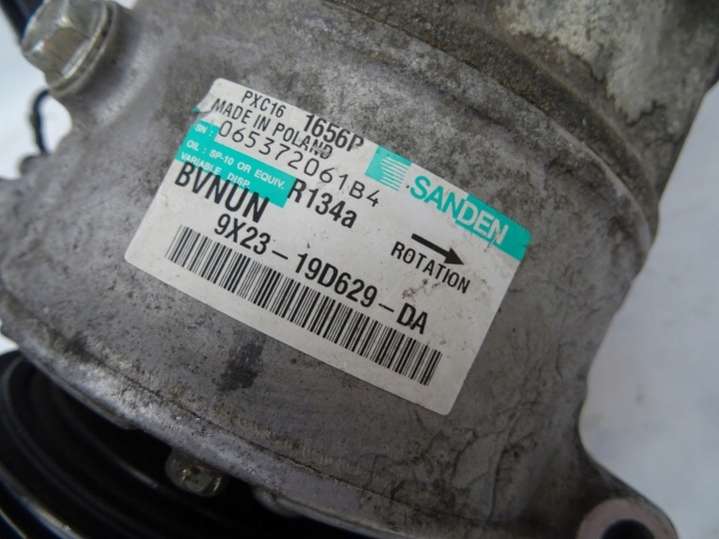 PXC16 1656P
MADE IN POLAND
SN: 065372061B4
OIL: SP-10 OR EQUIV.
VARIABLE DISP.
SANDEN
BVNUN R134a
ROTATION
9X23-19D629-DA